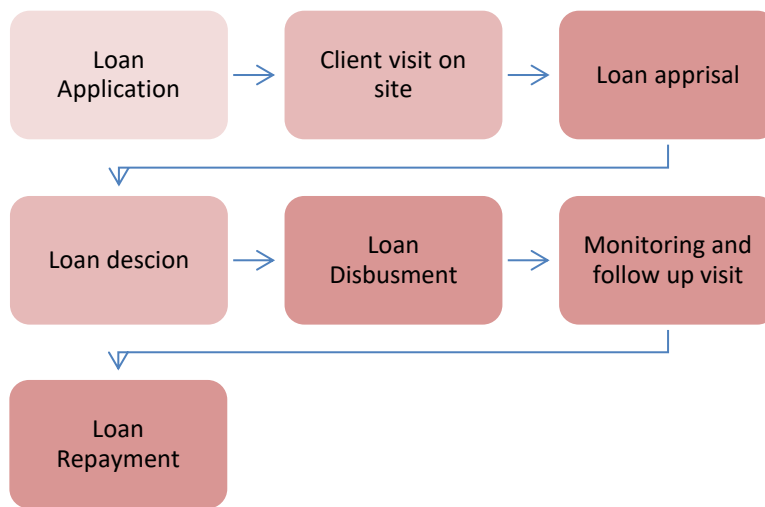 Loan
Application
Client visit on
site
Loan apprisal
Loan descion
Loan
Disbusment
Monitoring and
follow up visit
Loan
Repayment